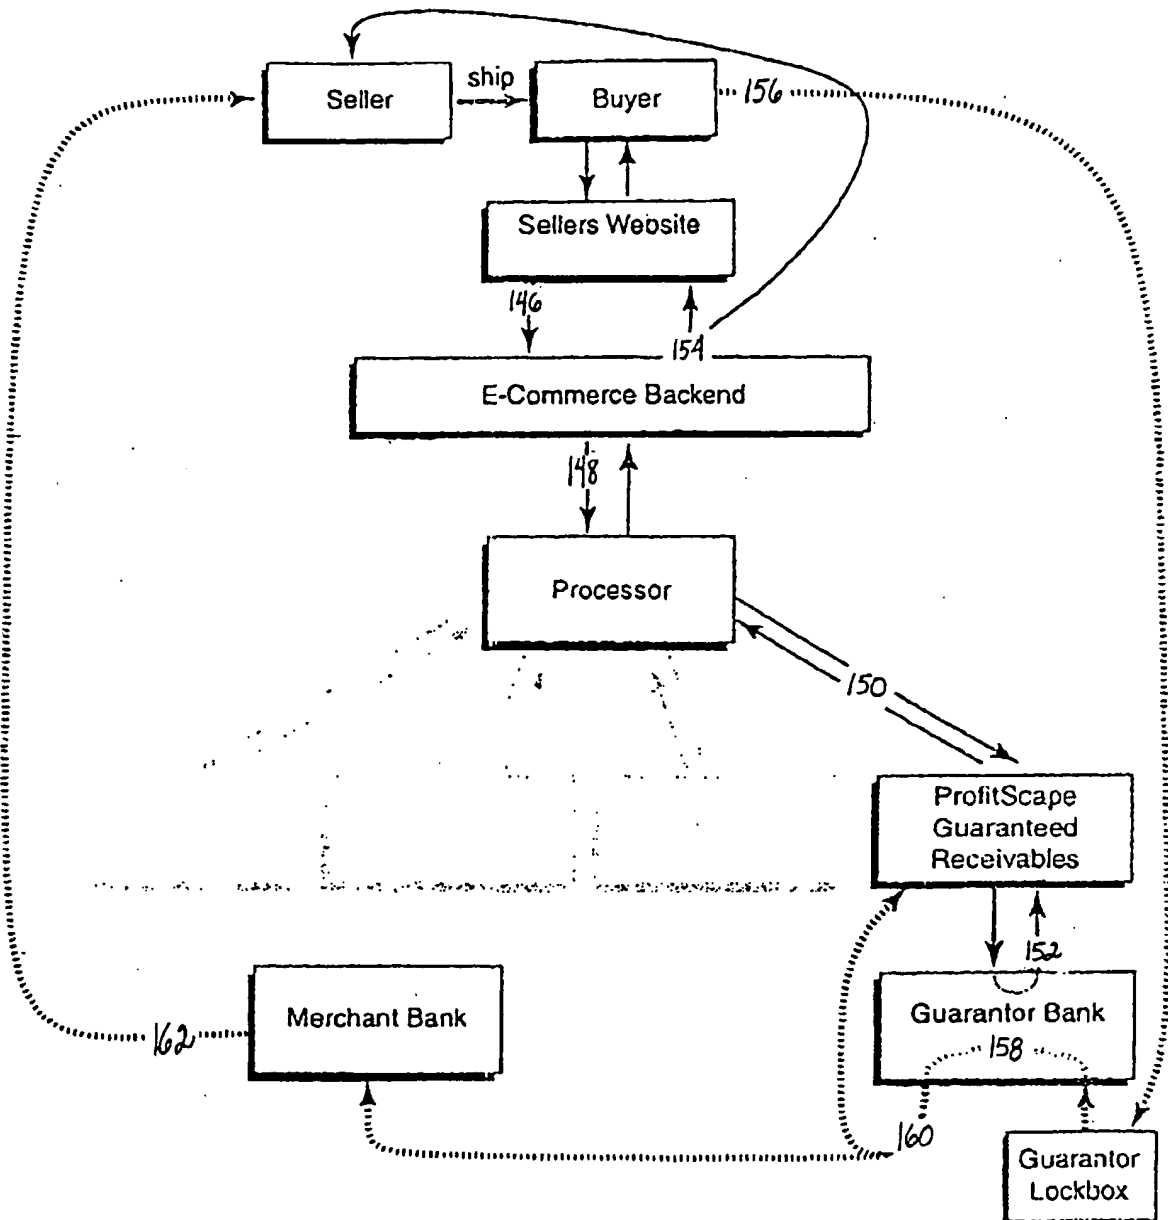 ship
Seller
Buyer
156
Sellers Website
146
154
E-Commerce Backend
148
Processor
150
ProfitScape
Guaranteed
Receivables
152
Merchant Bank
Guarantor Bank
162
158
160
Guarantor
Lockbox